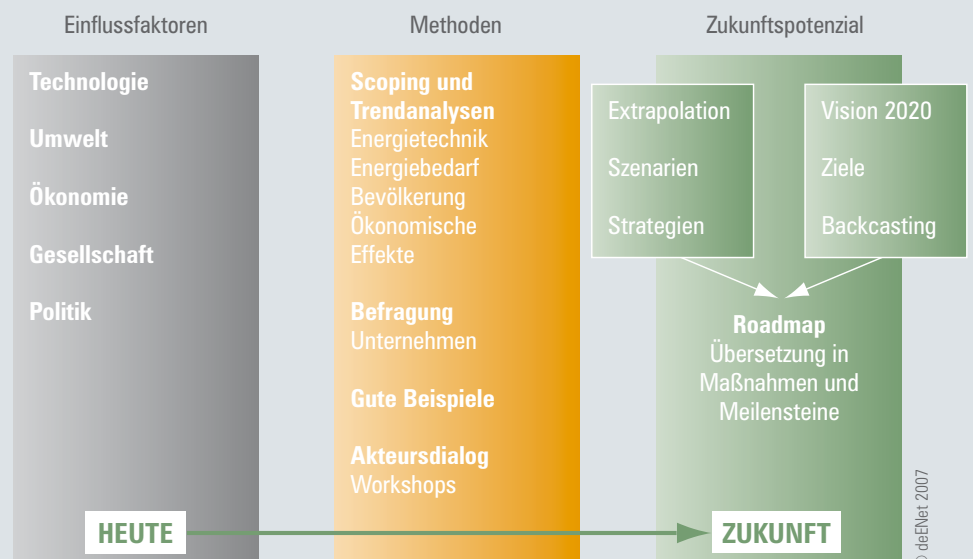 Einflussfaktoren
Technologie
Umwelt
Ökonomie
Gesellschaft
Politik
Methoden
Scoping und
Trendanalysen
Energietechnik
Energiebedarf
Bevölkerung
Ökonomische
Effekte
Befragung
Unternehmen
Gute Beispiele
Akteursdialog
Workshops
Zukunftspotenzial
Extrapolation
Szenarien
Strategien
Vision 2020
Ziele
Backcasting
Roadmap
Übersetzung in
Maßnahmen und
Meilensteine
HEUTE
ZUKUNFT
© deENet 2007